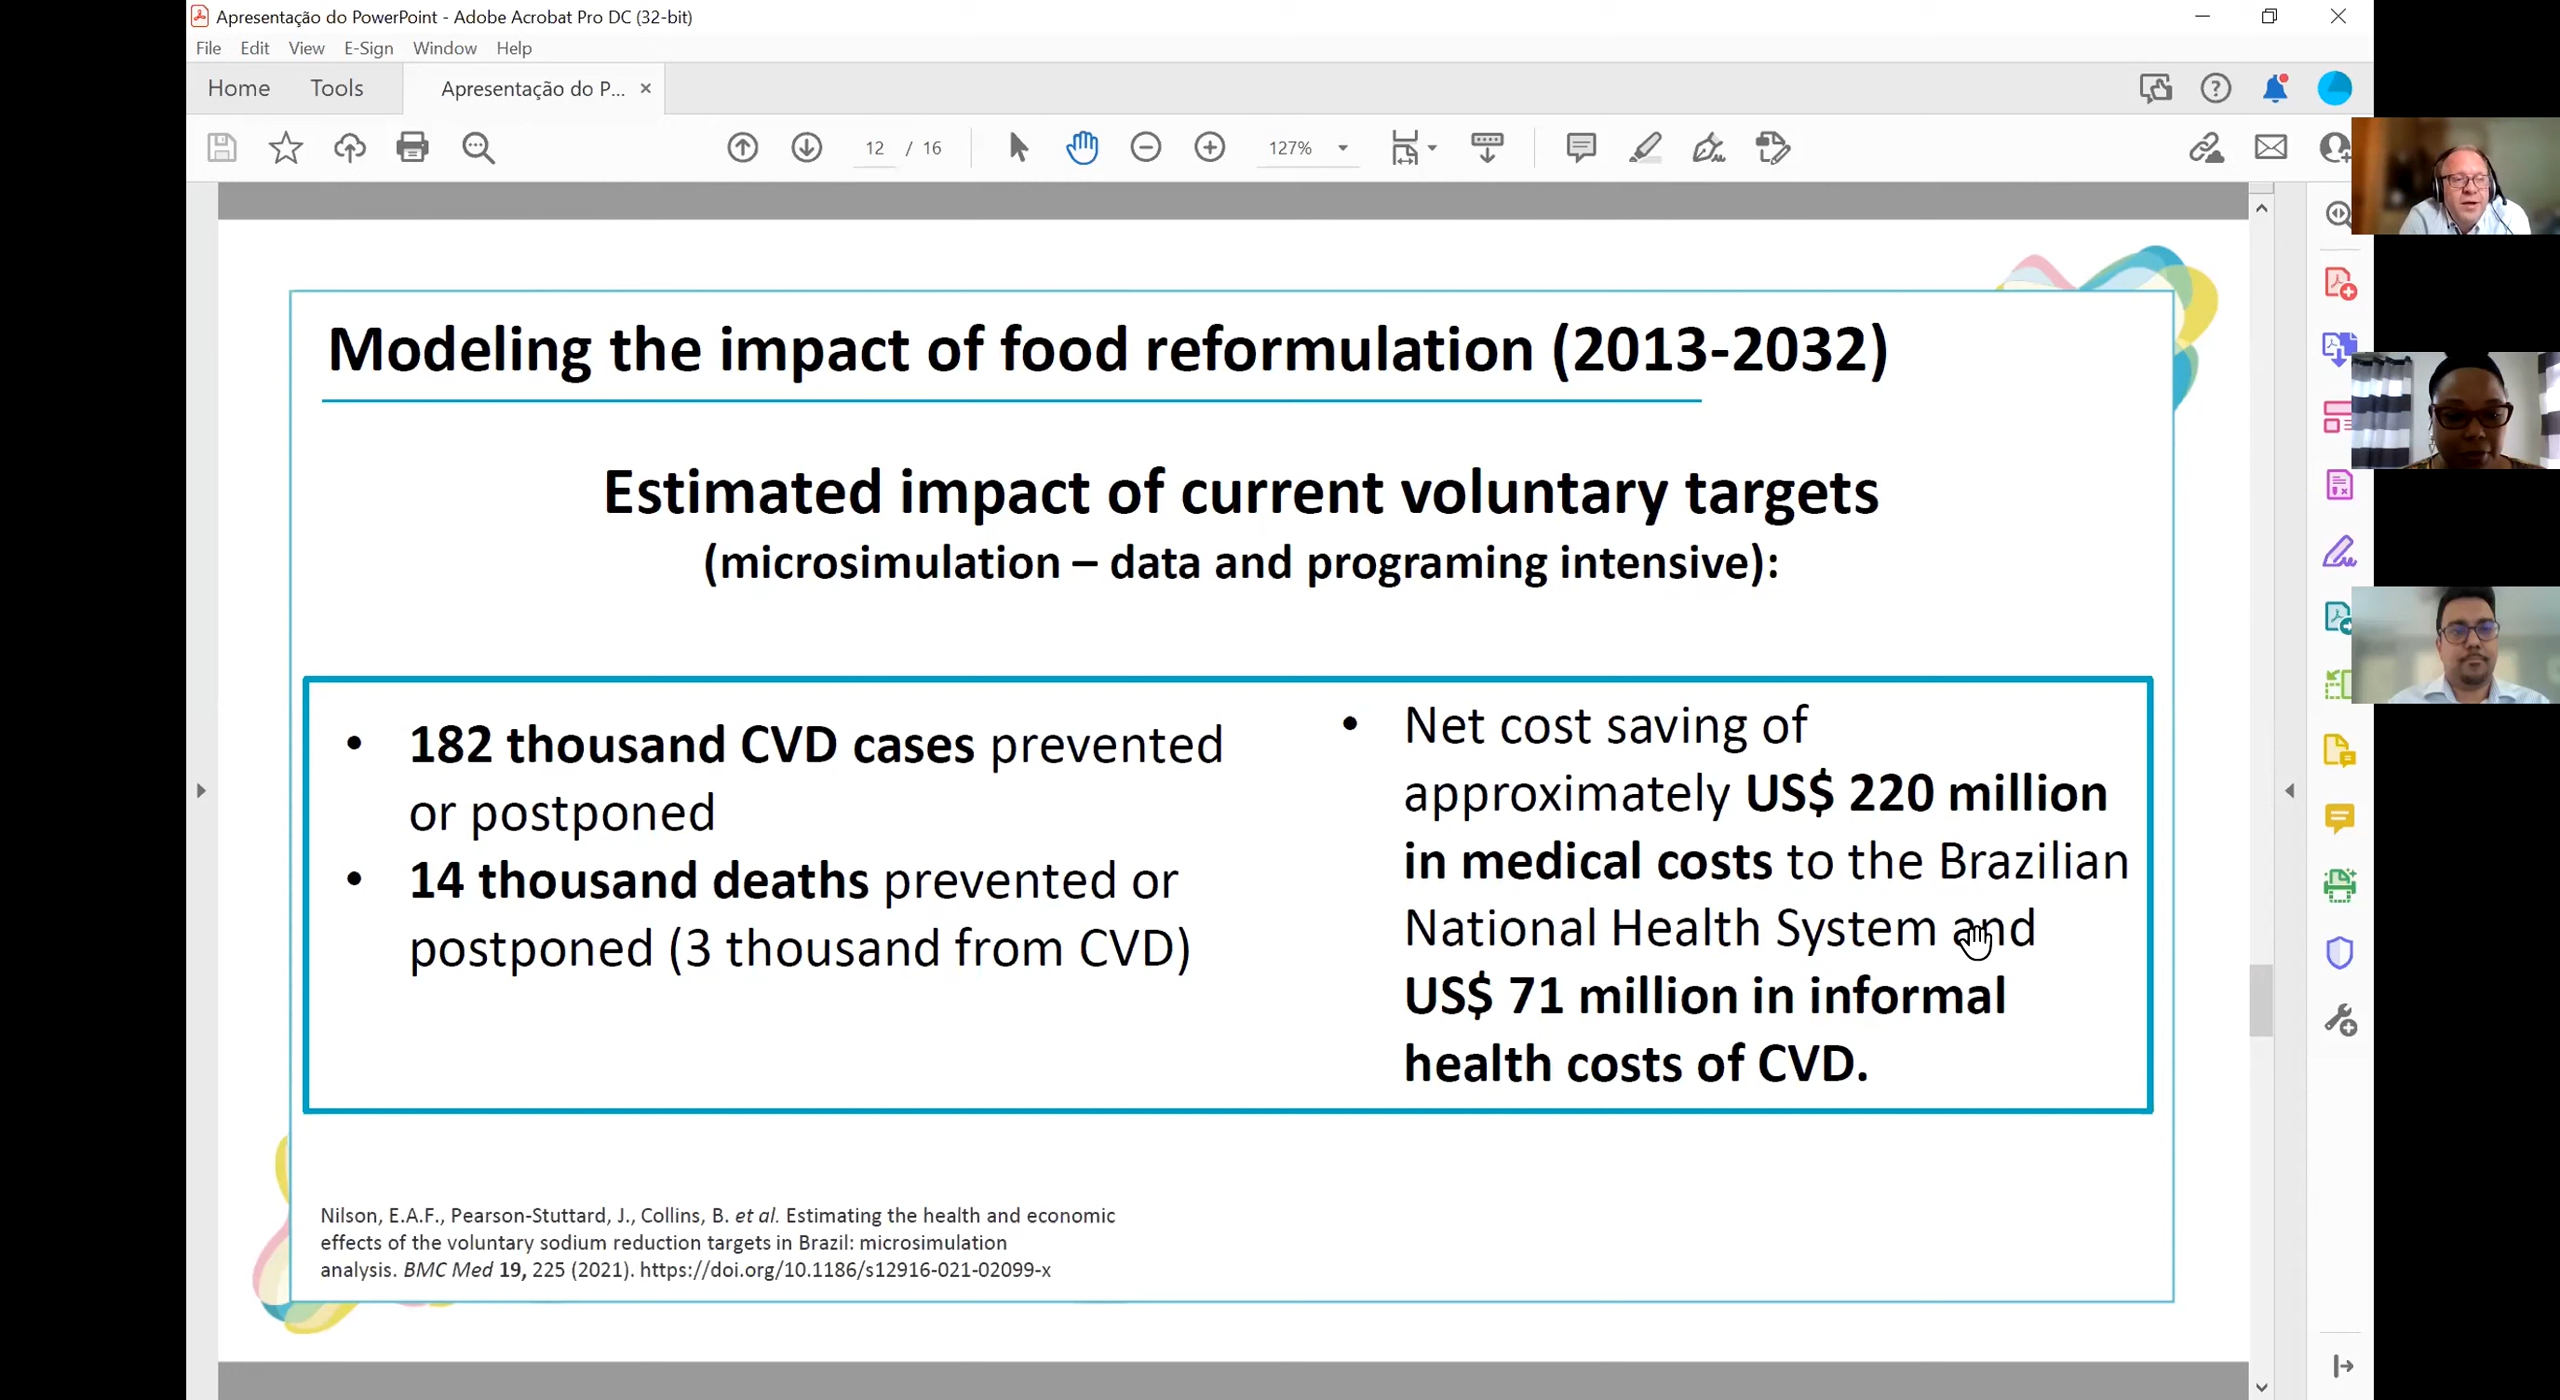 Apresentação do PowerPoint - Adobe Acrobat Pro DC (32-bit)
File Edit View E-Sign Window Help
Home Tools Apresentação do P... ×
12 / 16 127%
Modeling the impact of food reformulation (2013-2032)
Estimated impact of current voluntary targets
(microsimulation – data and programing intensive):
• 182 thousand CVD cases prevented
or postponed
• 14 thousand deaths prevented or
postponed (3 thousand from CVD)
• Net cost saving of
approximately US$ 220 million
in medical costs to the Brazilian
National Health System and
US$ 71 million in informal
health costs of CVD.
Nilson, E.A.F., Pearson-Stuttard, J., Collins, B. et al. Estimating the health and economic
effects of the voluntary sodium reduction targets in Brazil: microsimulation
analysis. BMC Med 19, 225 (2021). https://doi.org/10.1186/s12916-021-02099-x